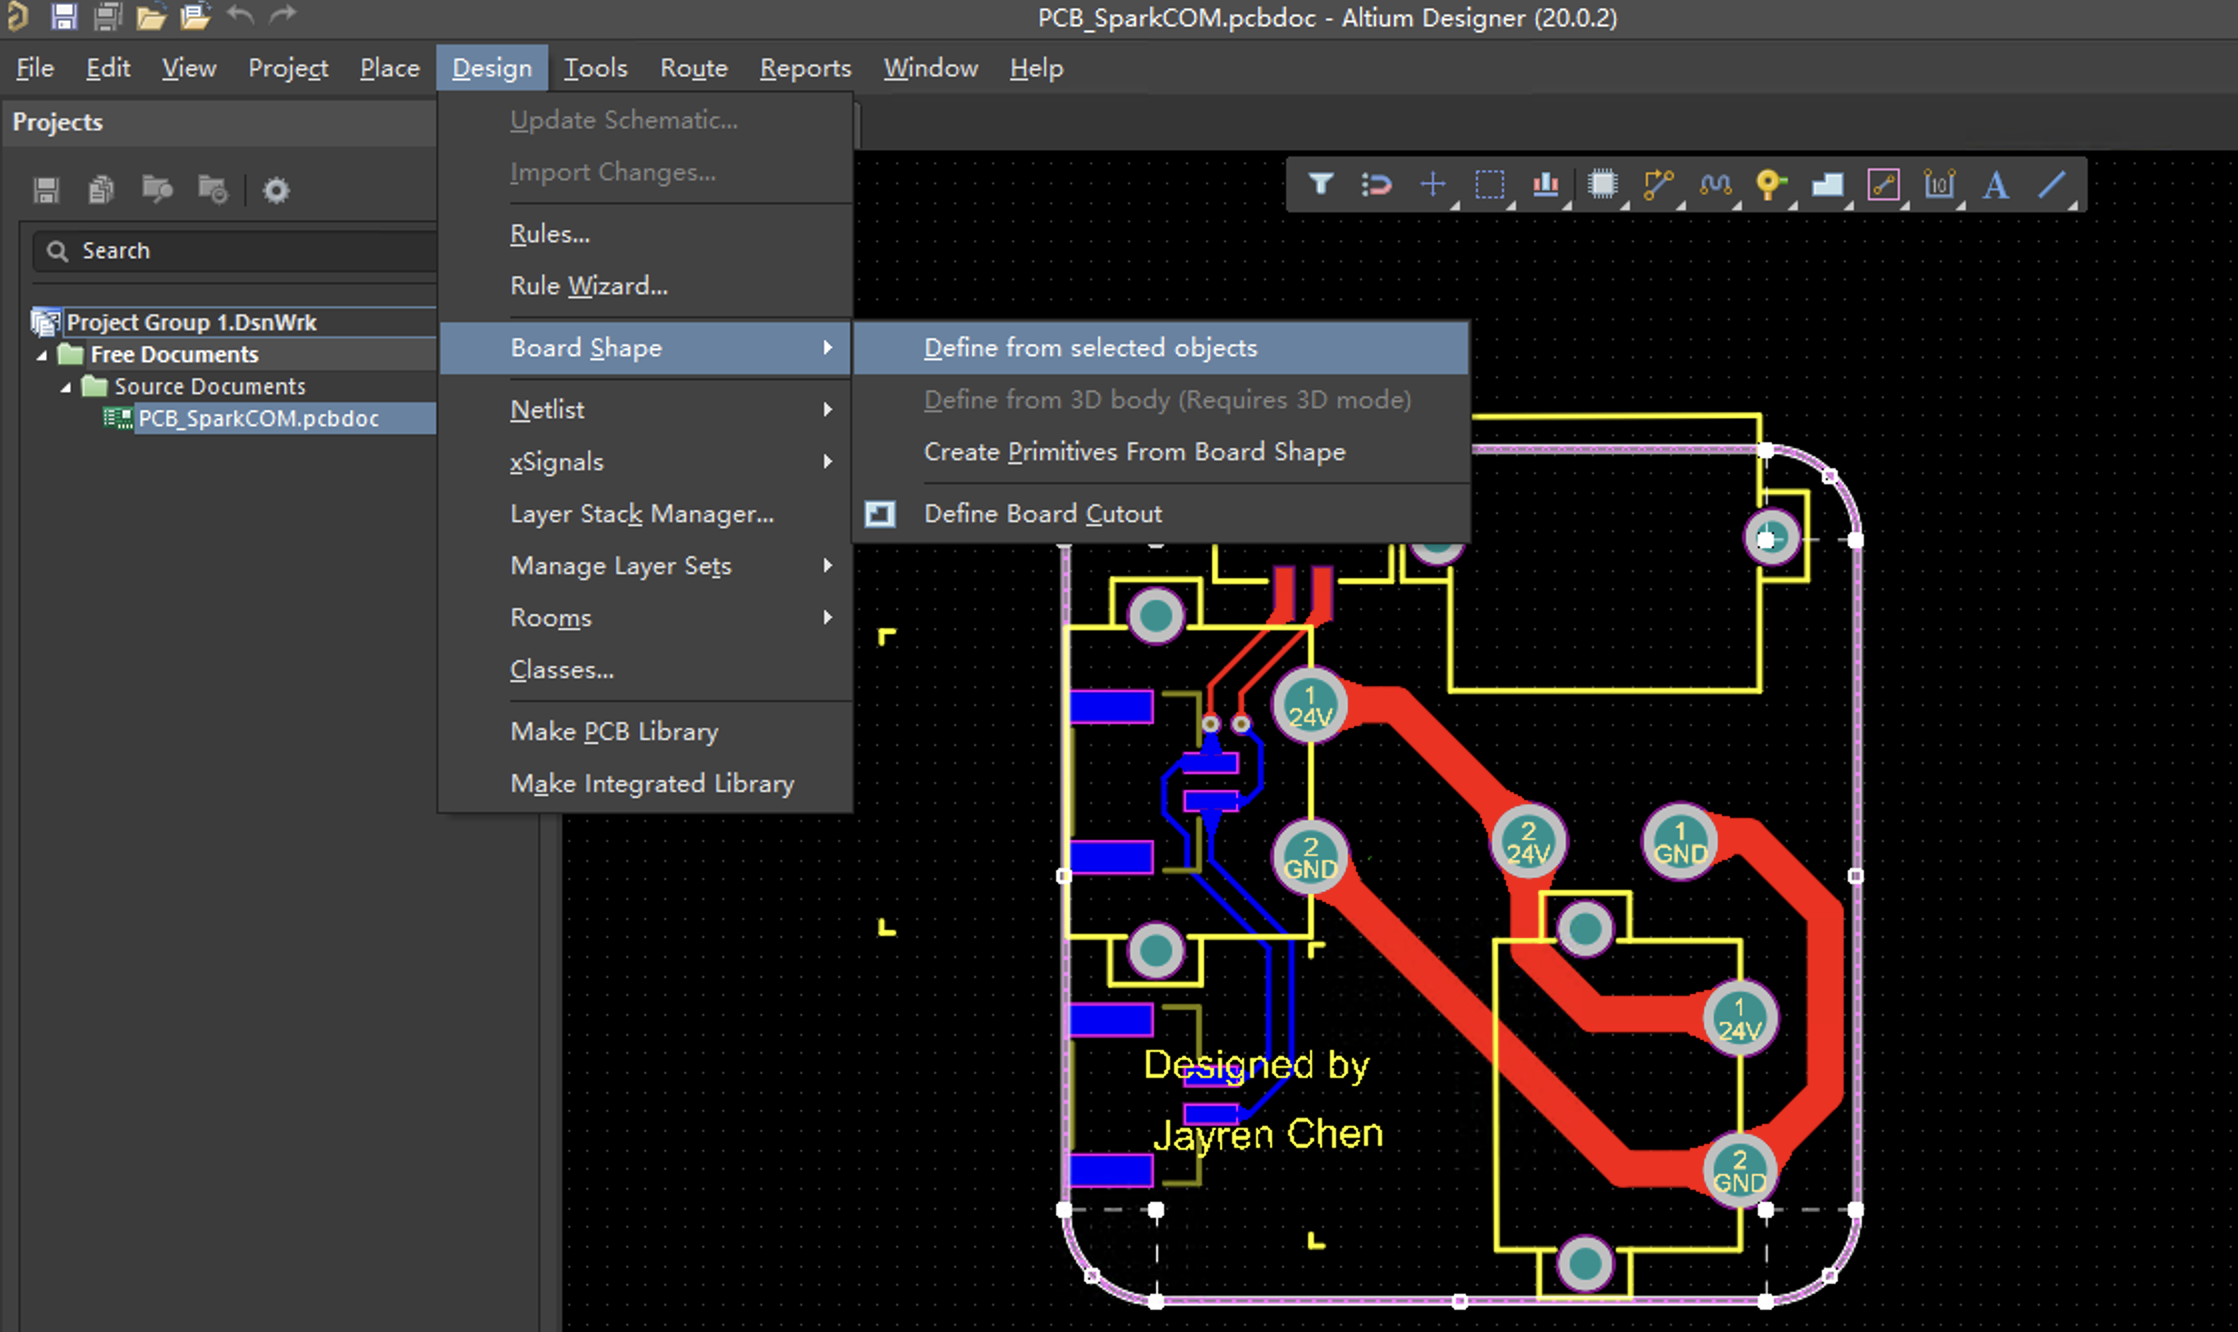 PCB_SparkCOM.pcbdoc - Altium Designer (20.0.2)
File Edit View Project Place Design Tools Route Reports Window Help
Projects
Search
Project Group 1.DsnWrk
Free Documents
Source Documents
PCB_SparkCOM.pcbdoc
Update Schematic...
Import Changes...
Rules...
Rule Wizard...
Board Shape
Netlist
xSignals
Layer Stack Manager...
Manage Layer Sets
Rooms
Classes...
Make PCB Library
Make Integrated Library
Define from selected objects
Define from 3D body (Requires 3D mode)
Create Primitives From Board Shape
Define Board Cutout
10
A
1
24V
2
GND
2
24V
1
GND
1
24V
2
GND
Designed by
Jayren Chen